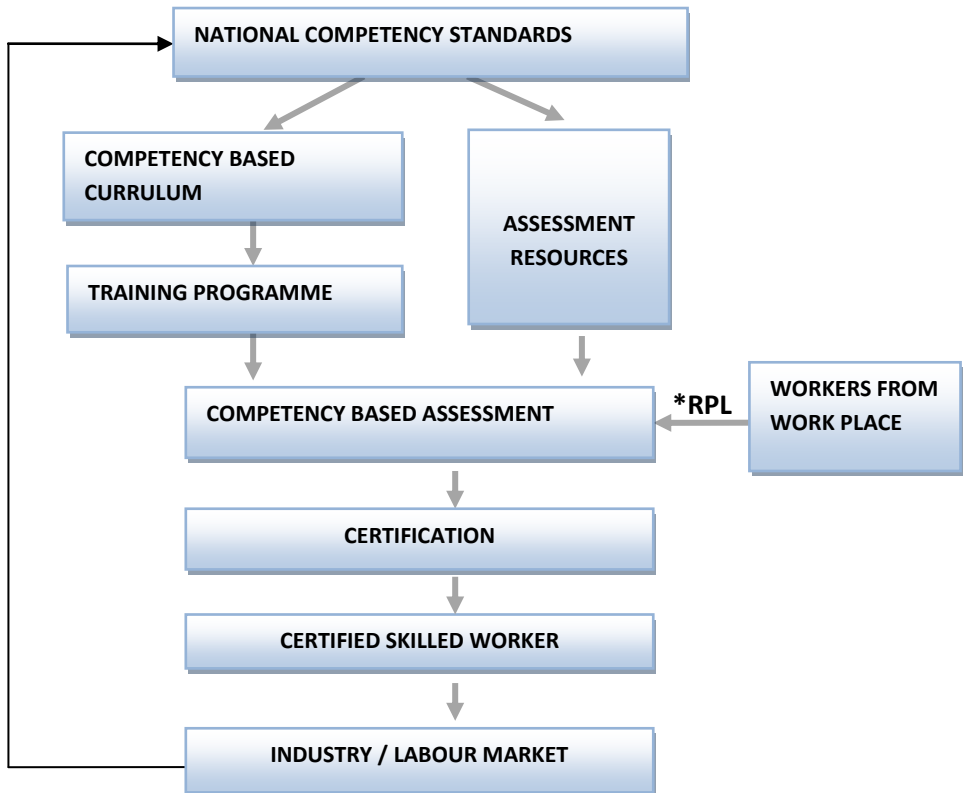 NATIONAL COMPETENCY STANDARDS
COMPETENCY BASED
CURRULUM
ASSESSMENT
RESOURCES
TRAINING PROGRAMME
COMPETENCY BASED ASSESSMENT
*RPL
WORKERS FROM
WORK PLACE
CERTIFICATION
CERTIFIED SKILLED WORKER
INDUSTRY / LABOUR MARKET